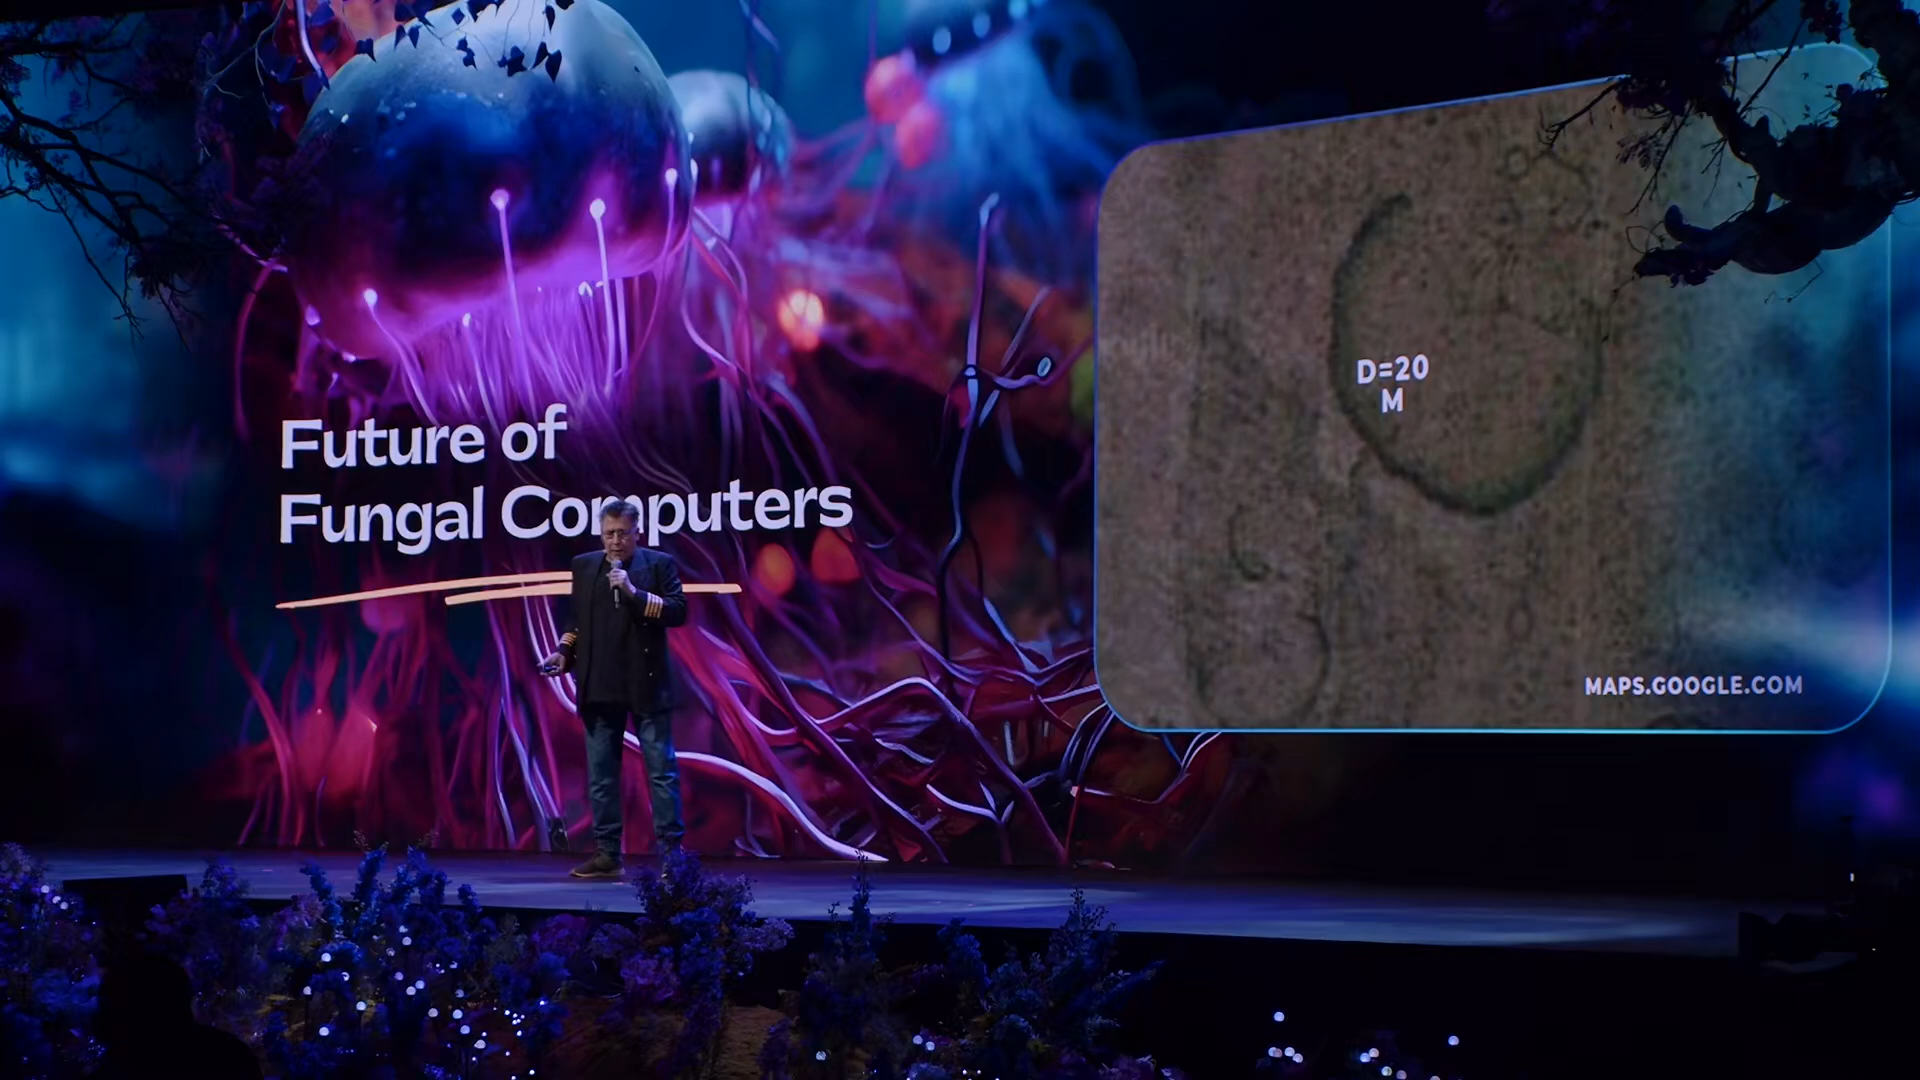 Future of
Fungal Computers
D=20
M
MAPS.GOOGLE.COM